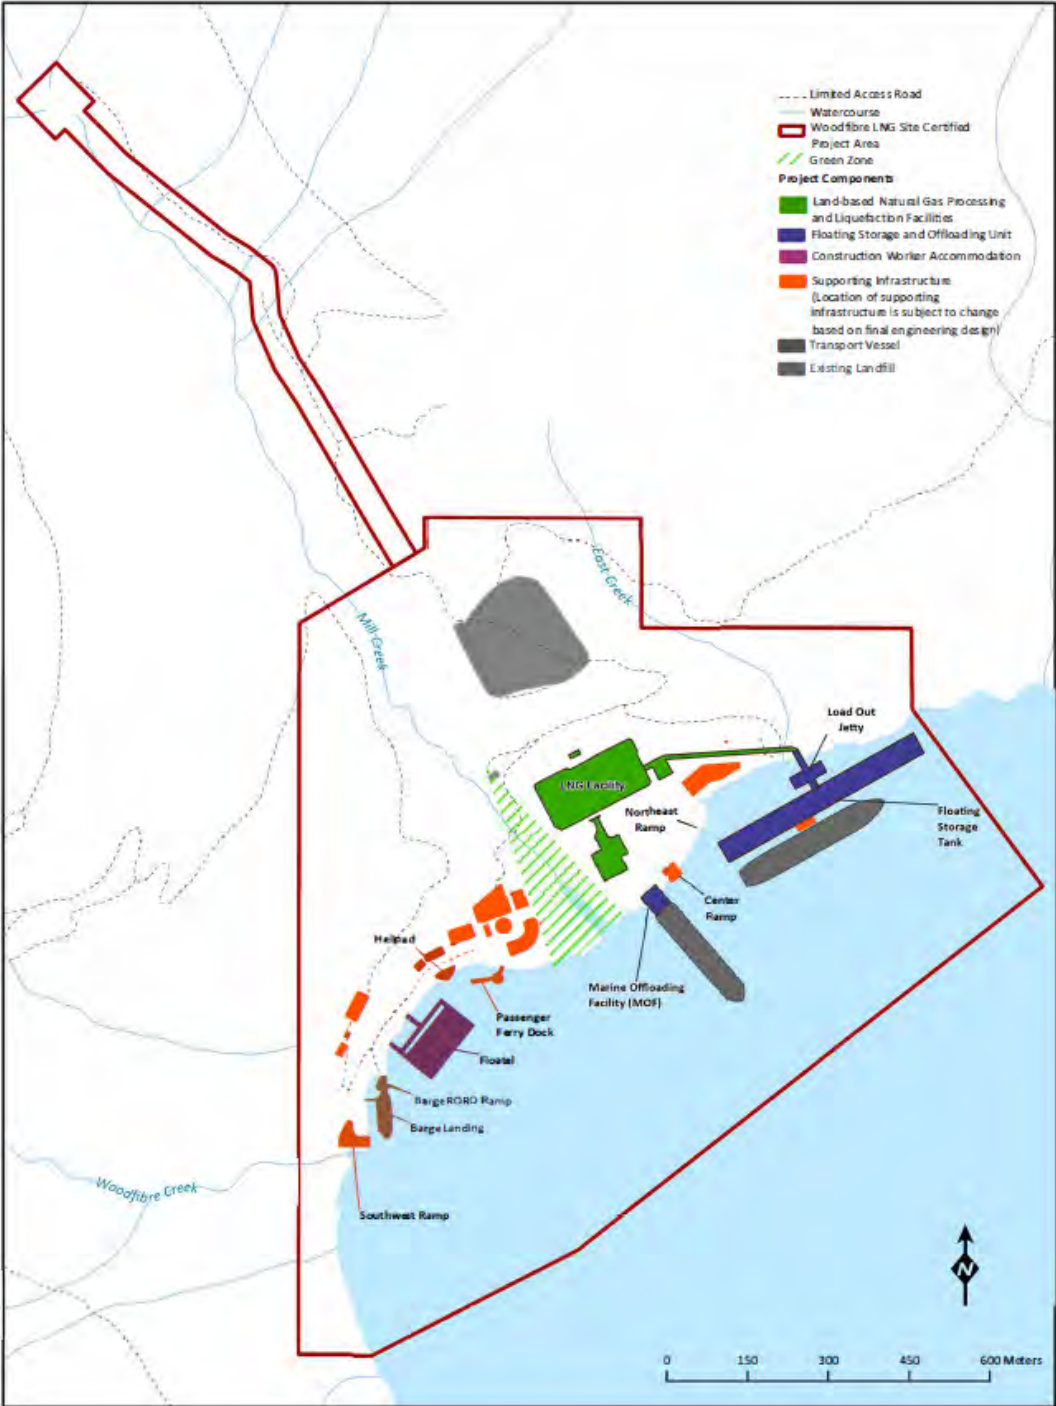 Limited Access Road
Watercourse
Woodfibre LNG Site Certified
Project Area
Green Zone
Project Components
Land-based Natural Gas Processing
and Liquefaction Facilities
Floating Storage and Offloading Unit
Construction Worker Accommodation
Supporting Infrastructure
(Location of supporting
infrastructure is subject to change
based on final engineering design)
Transport Vessel
Existing Landfill
East Creek
Mill Creek
Load Out
Jetty
LNG Facility
Northeast
Ramp
Floating
Storage
Tank
Center
Ramp
Helipad
Marine Offloading
Facility (MOF)
Passenger
Ferry Dock
Floatel
Barge RORO Ramp
Barge Landing
Woodfibre Creek
Southwest Ramp
N
0 150 300 450 600 Meters